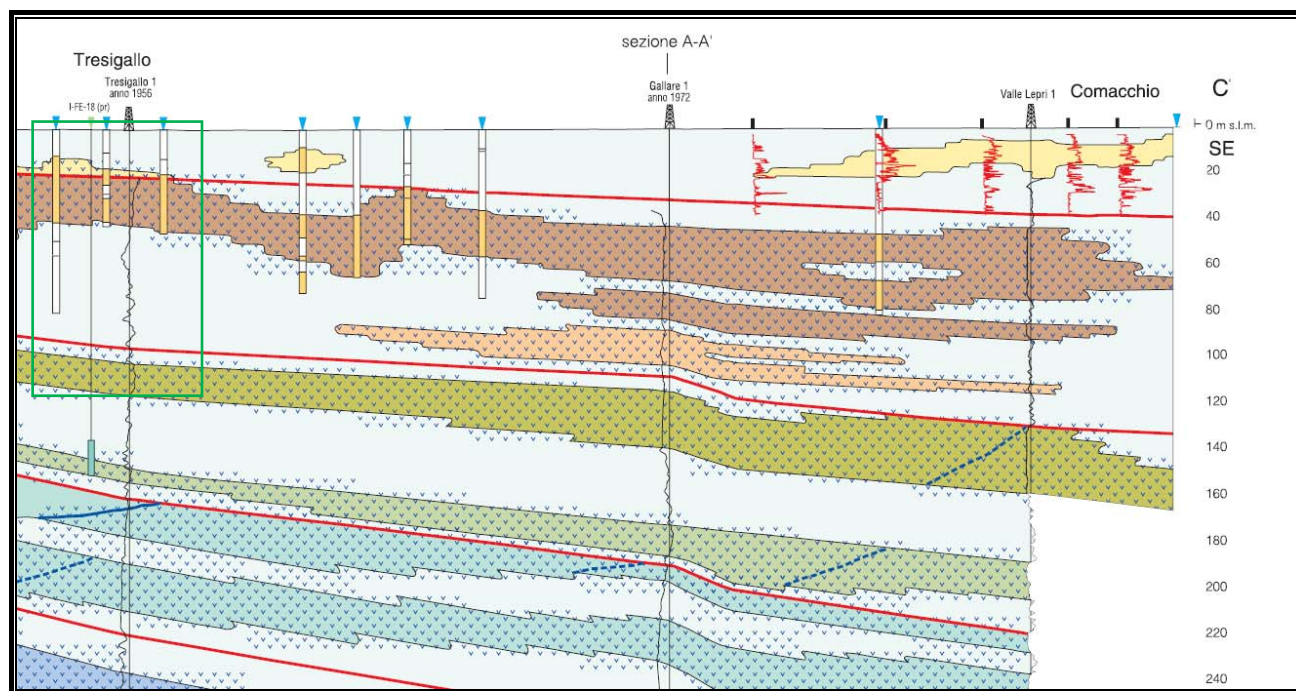 sezione A-A'
Tresigallo
Tresigallo 1
anno 1956
I-FE-18 (pr)
Gallare 1
anno 1972
Valle Lepri 1
Comacchio
C'
0 m s.l.m.
SE
20
40
60
80
100
120
140
160
180
200
220
240